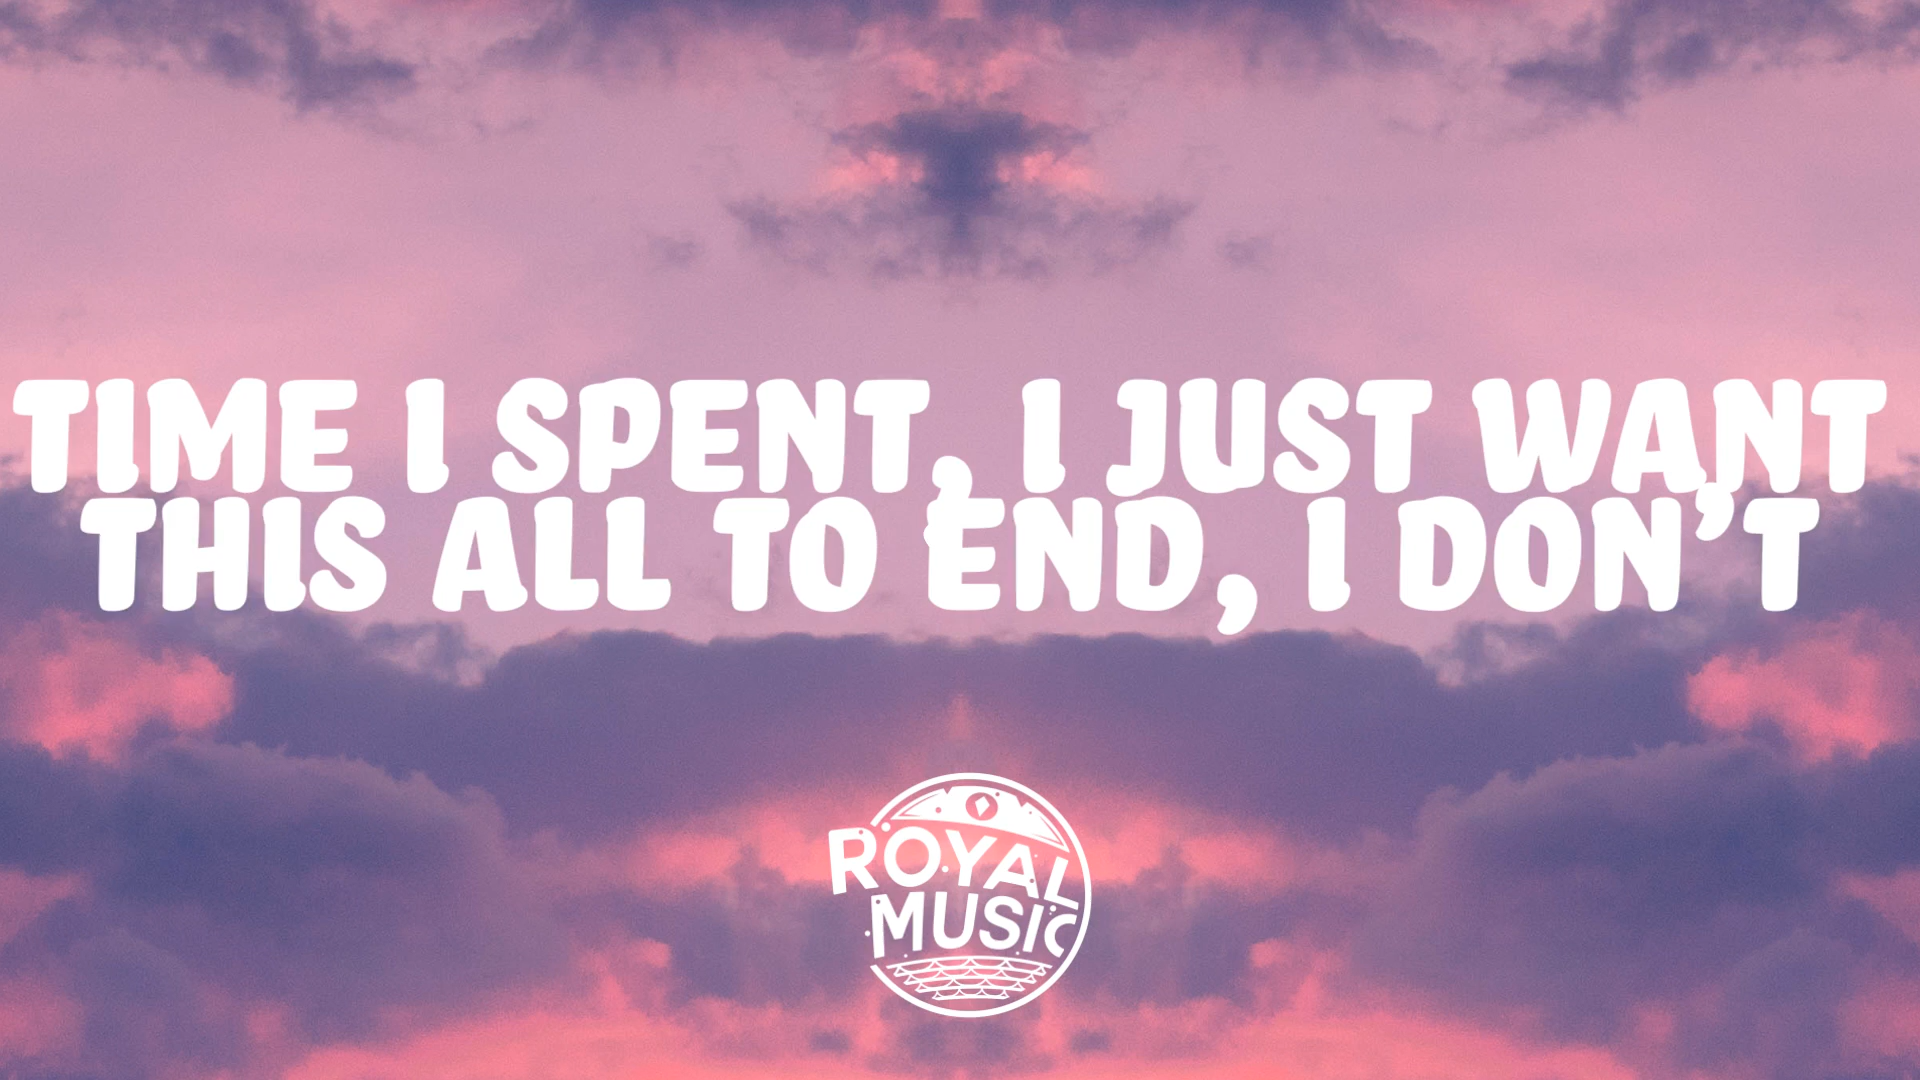 TIME I SPENT, I JUST WANT
THIS ALL TO END, I DON'T
ROYAL
MUSIC